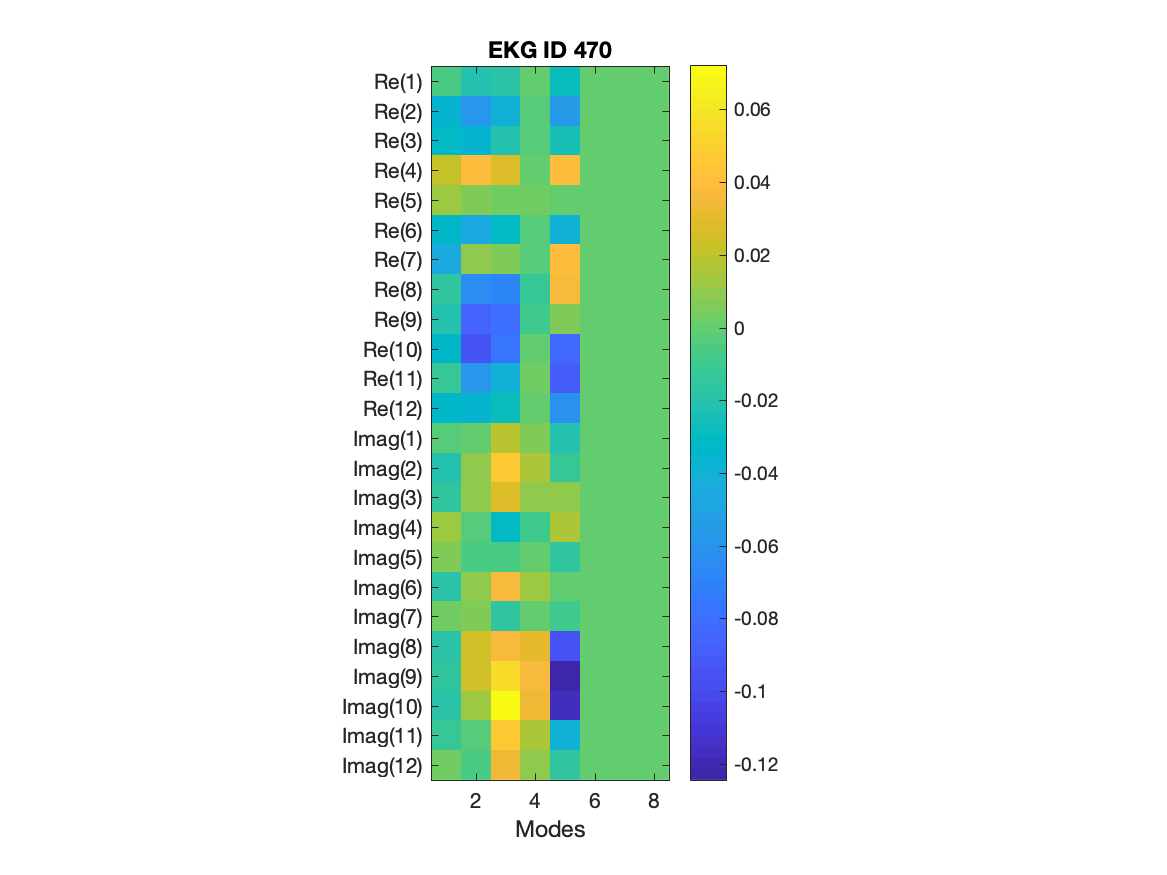 EKG ID 470
Re(1)
Re(2)
Re(3)
Re(4)
Re(5)
Re(6)
Re(7)
Re(8)
Re(9)
Re(10)
Re(11)
Re(12)
Imag(1)
Imag(2)
Imag(3)
Imag(4)
Imag(5)
Imag(6)
Imag(7)
Imag(8)
Imag(9)
Imag(10)
Imag(11)
Imag(12)
2 4 6 8
Modes
0.06
0.04
0.02
0
-0.02
-0.04
-0.06
-0.08
-0.1
-0.12